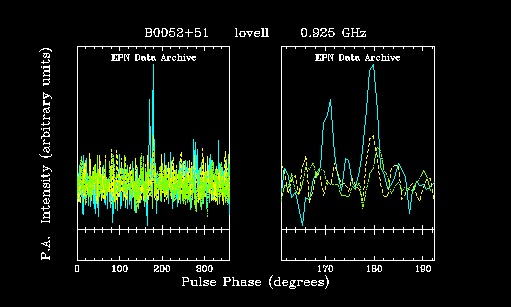 B0052+51 lovell 0.925 GHz
EPN Data Archive EPN Data Archive
P.A. Intensity (arbitrary units)
0 100 200 300 170 180 190
Pulse Phase (degrees)